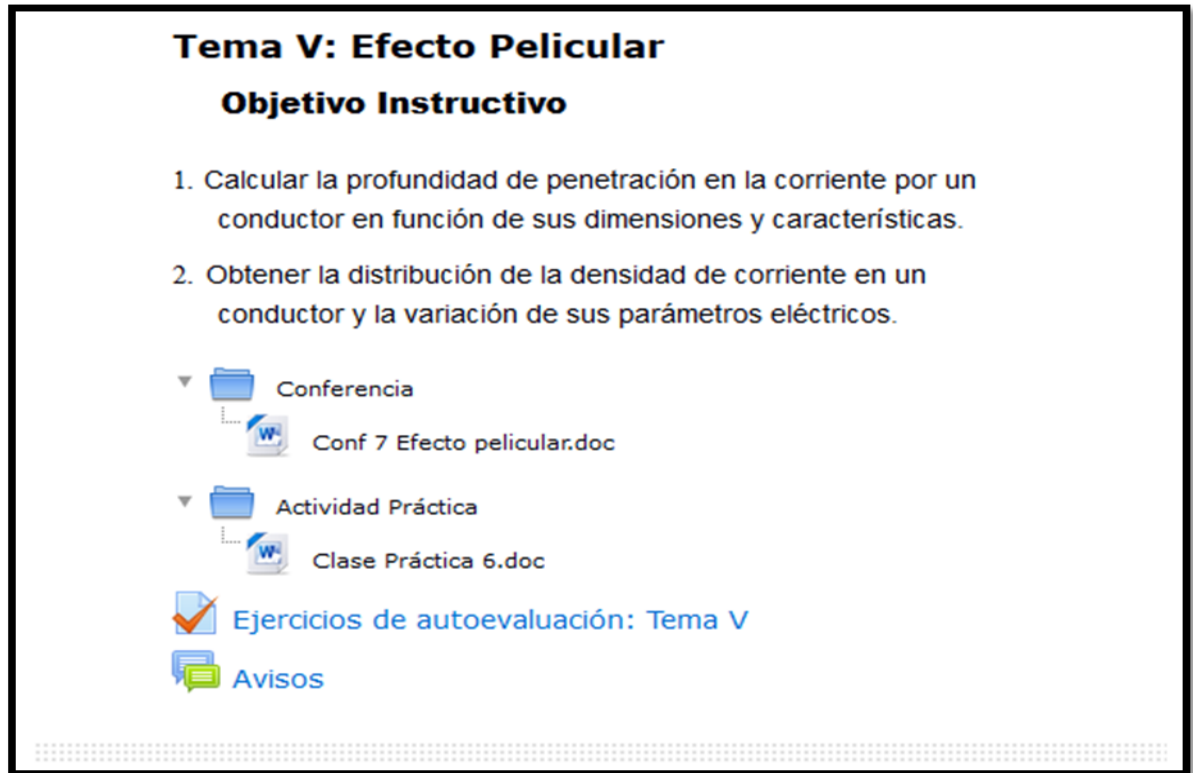 Tema V: Efecto Pelicular
Objetivo Instructivo
1. Calcular la profundidad de penetración en la corriente por un
conductor en función de sus dimensiones y características.
2. Obtener la distribución de la densidad de corriente en un
conductor y la variación de sus parámetros eléctricos.
Conferencia
Conf 7 Efecto pelicular.doc
Actividad Práctica
Clase Práctica 6.doc
Ejercicios de autoevaluación: Tema V
Avisos